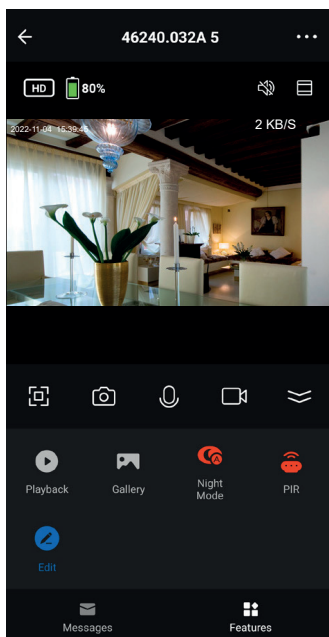 46240.032A 5
HD 80%
2022-11-04 15:39:45
2 KB/S
Playback
Gallery
Night
Mode
PIR
Edit
Messages
Features